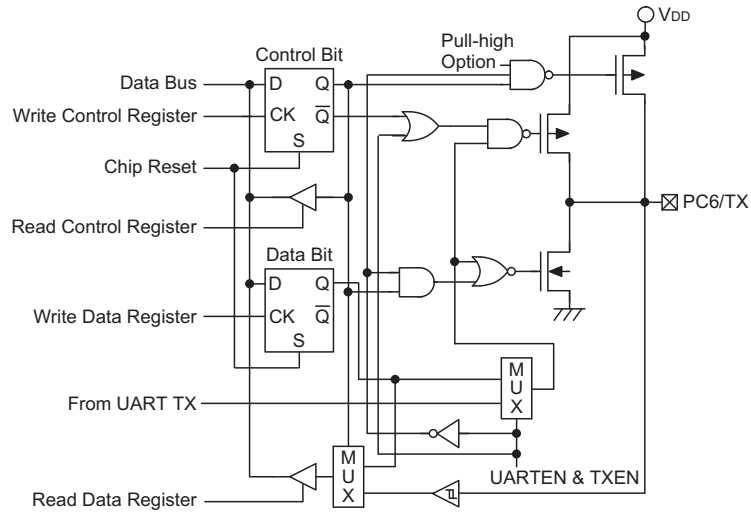 VDD
Pull-high
Option
Control Bit
Data Bus
D
Q
Write Control Register
CK
Q
S
Chip Reset
PC6/TX
Read Control Register
Data Bit
D
Q
Write Data Register
CK
Q
S
M
U
X
From UART TX
M
U
X
UARTEN & TXEN
Read Data Register